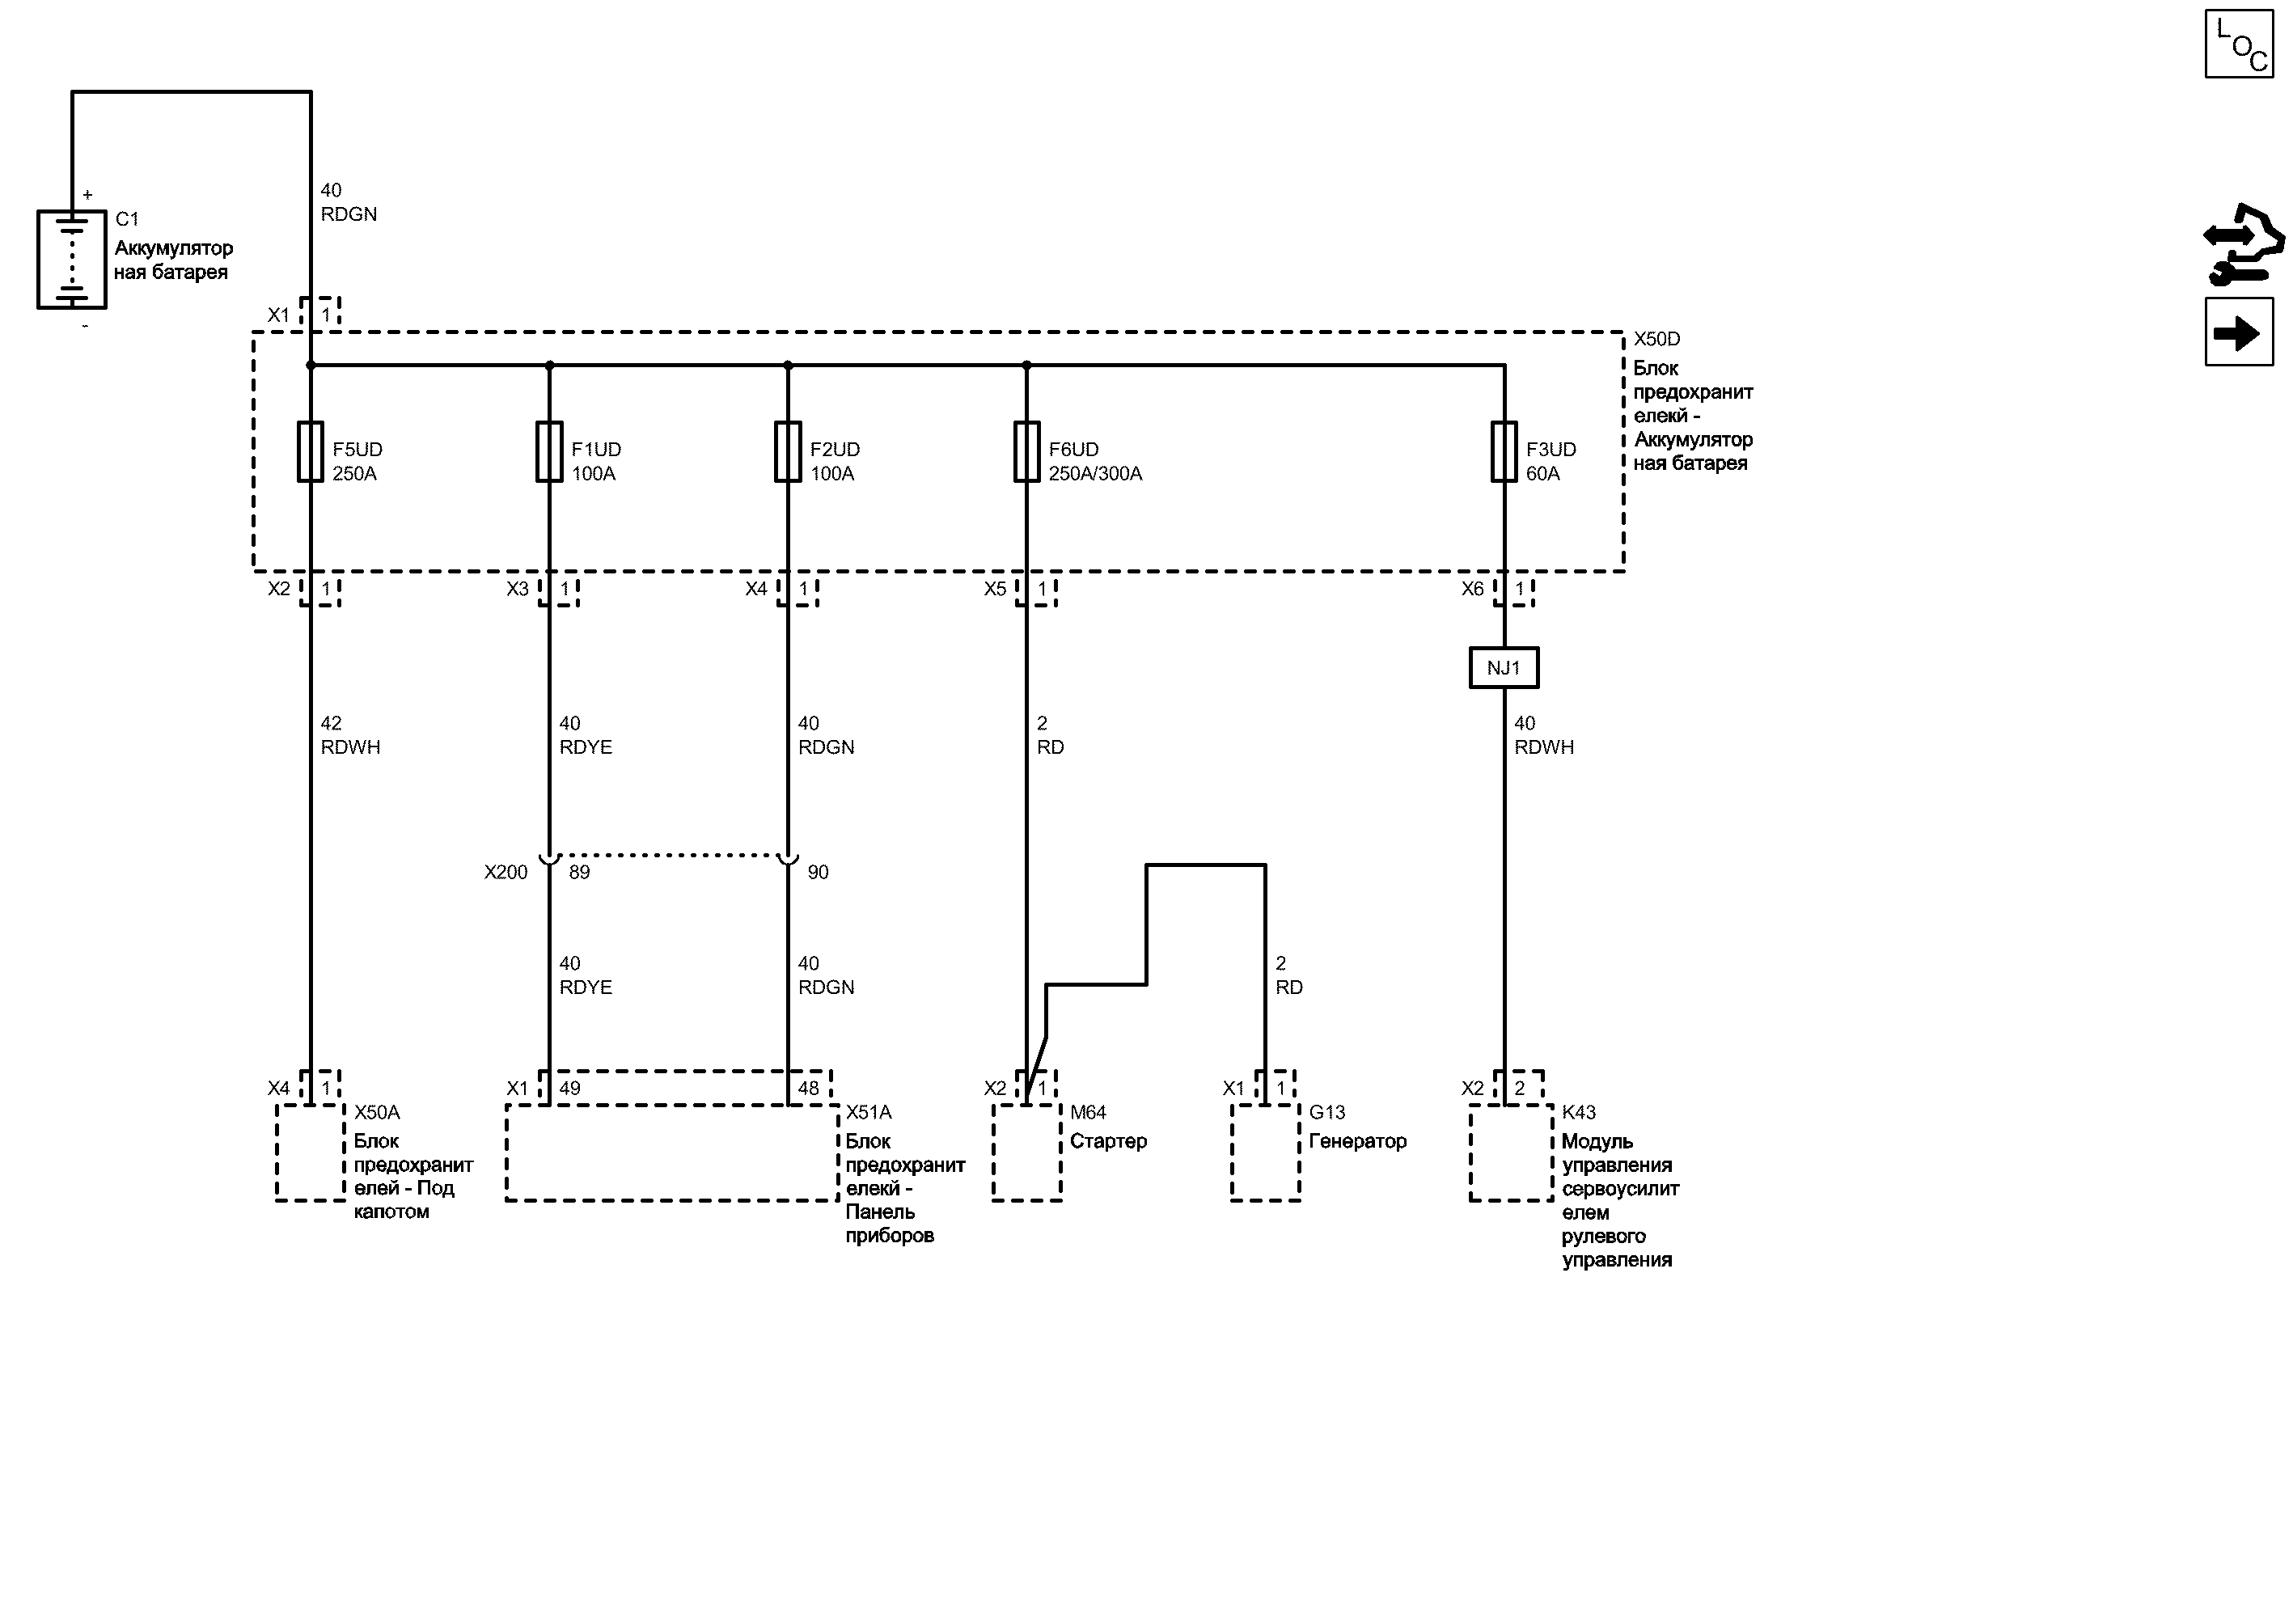 L
O
C
40
RDGN
+
C1
Аккумулятор
ная батарея
-
X1 1
X50D
Блок
предохранит
елекй -
Аккумулятор
ная батарея
F5UD
250A
F1UD
100A
F2UD
100A
F6UD
250A/300A
F3UD
60A
X2 1
X3 1
X4 1
X5 1
X6 1
NJ1
42
RDWH
40
RDYE
40
RDGN
2
RD
40
RDWH
X200 89 90
40
RDYE
40
RDGN
2
RD
X4 1
X1 49 48
X2 1
X1 1
X2 2
X50A
Блок
предохранит
елей - Под
капотом
X51A
Блок
предохранит
елекй -
Панель
приборов
M64
Стартер
G13
Генератор
K43
Модуль
управления
сервоусилит
елем
рулевого
управления